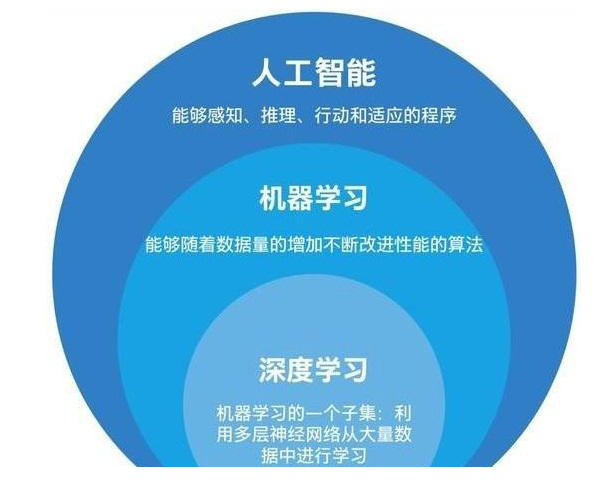 人工智能
能够感知、推理、行动和适应的程序
机器学习
能够随着数据量的增加不断改进性能的算法
深度学习
机器学习的一个子集：利
用多层神经网络从大量数
据中进行学习